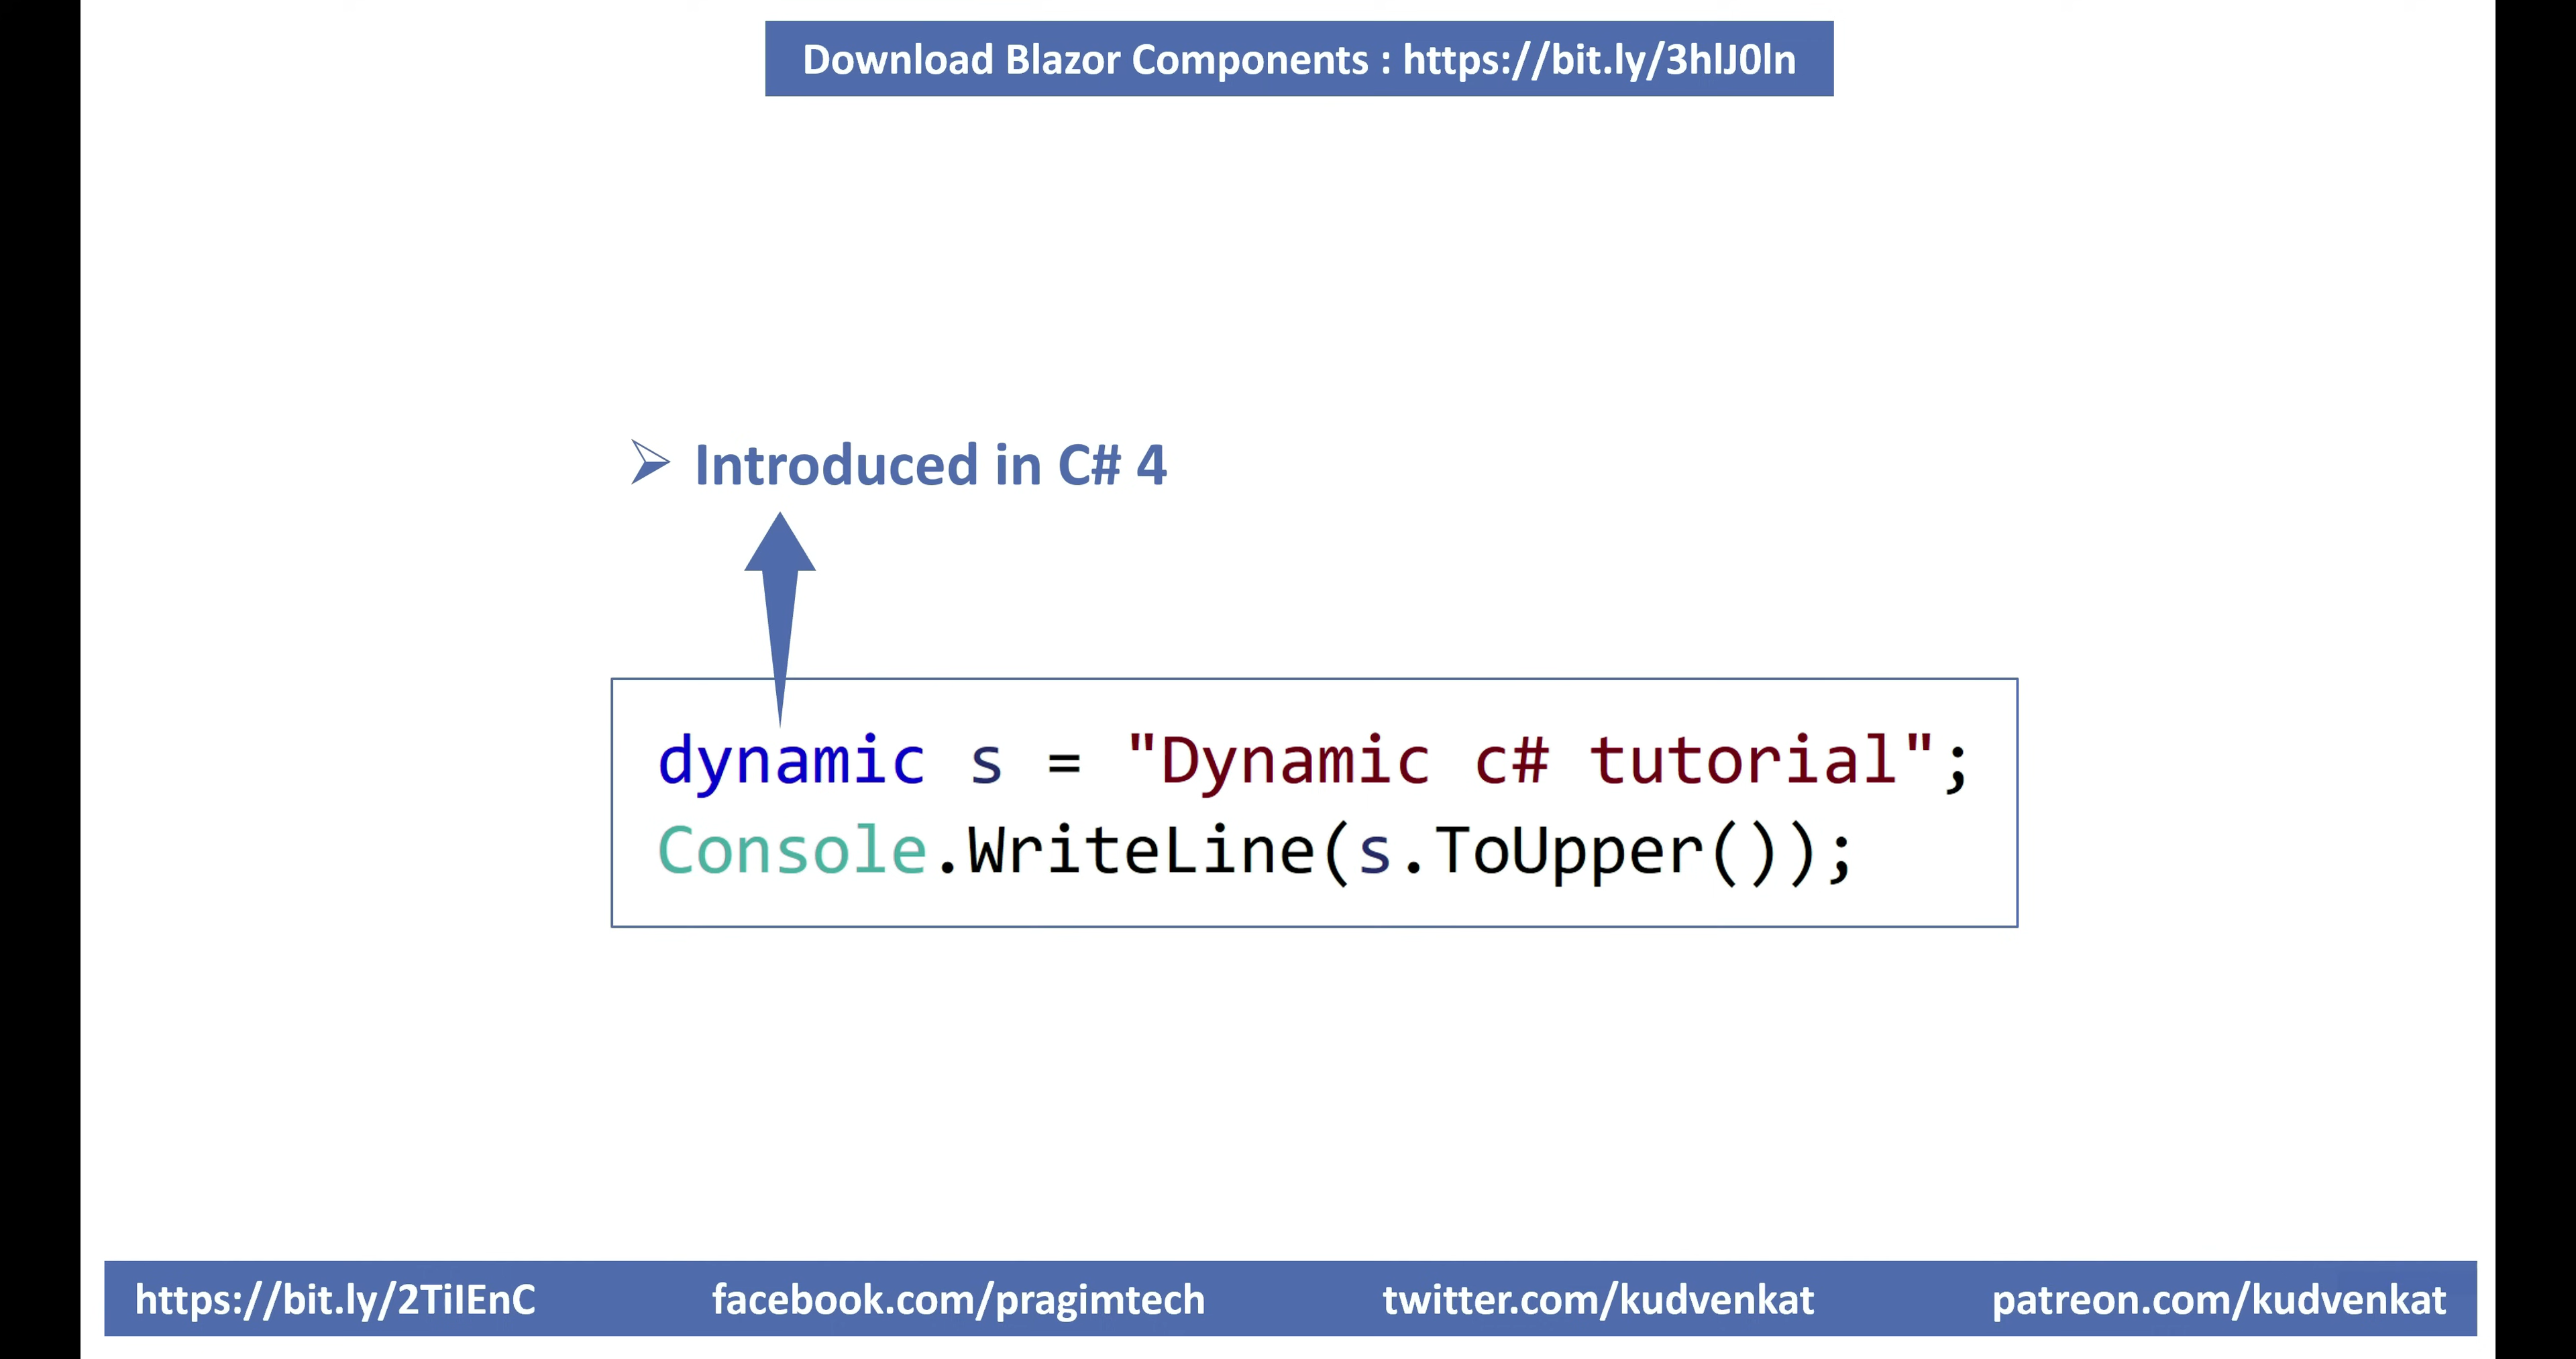 Download Blazor Components : https://bit.ly/3hlJ0ln
Introduced in C# 4
dynamic s = "Dynamic c# tutorial";
Console.WriteLine(s.ToUpper());
https://bit.ly/2TiIEnC facebook.com/pragimtech twitter.com/kudvenkat patreon.com/kudvenkat